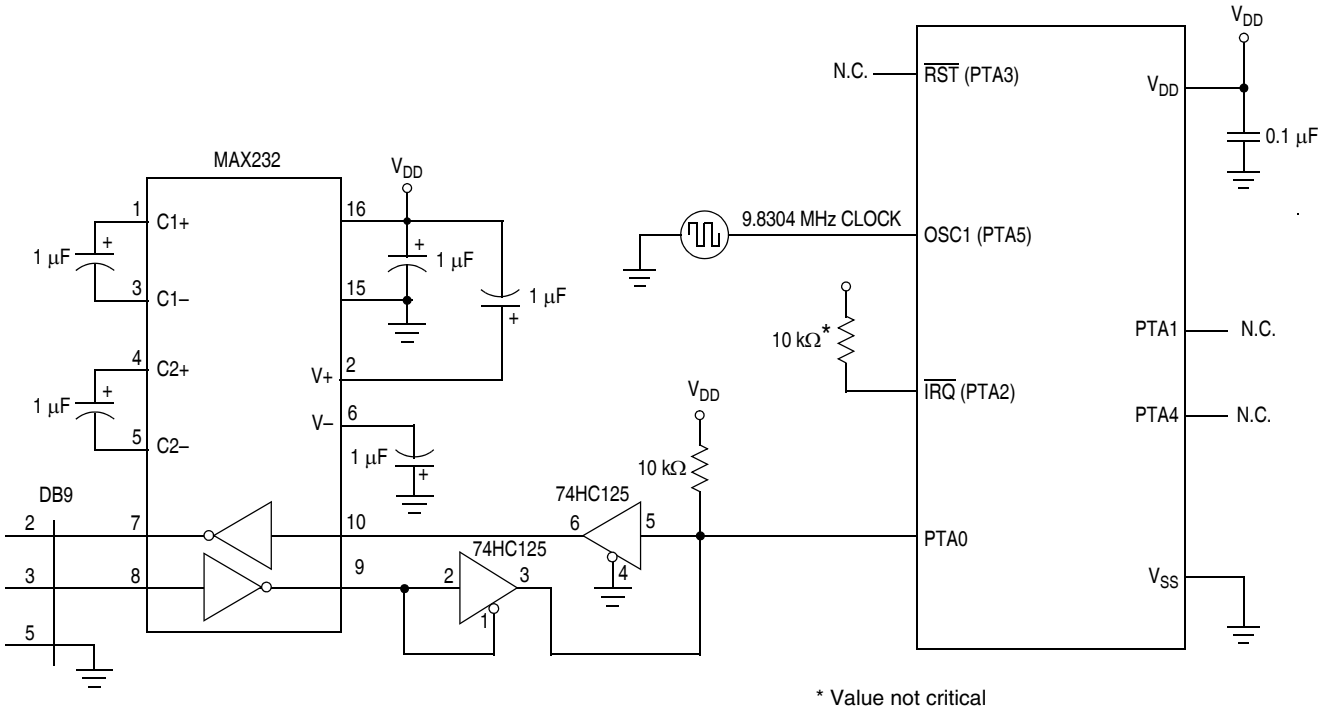 V_DD
N.C.
RST (PTA3)
V_DD
0.1 μF
MAX232
V_DD
1
C1+
16
9.8304 MHz CLOCK
OSC1 (PTA5)
+
1 μF
+
1 μF
3
C1–
15
1 μF
+
10 kΩ*
PTA1
N.C.
4
C2+
V+
2
V_DD
IRQ (PTA2)
+
1 μF
V–
6
PTA4
N.C.
5
C2–
1 μF
+
10 kΩ
DB9
74HC125
2
7
10
6
5
PTA0
74HC125
4
3
8
9
2
3
V_SS
1
5
* Value not critical